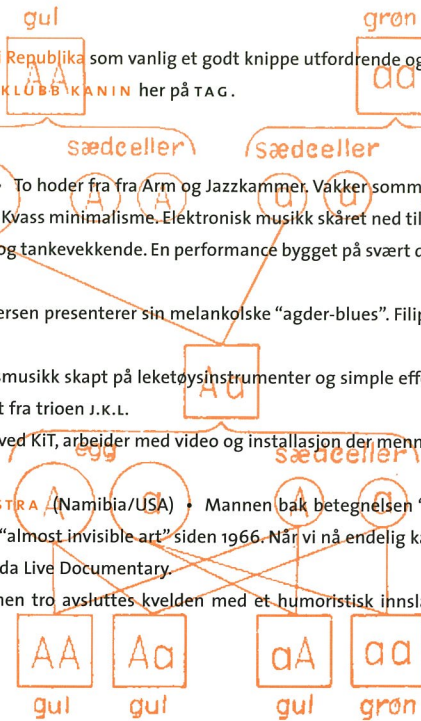 gul grøn
i Republika som vanlig et godt knippe utfordrende og
AA aa
KLUBB KANIN her på TAG.
sædceller sædceller
• To hoder fra fra Arm og Jazzkammer. Vakker somm
A A a a
Kvass minimalisme. Elektronisk musikk skåret ned til
og tankevekkende. En performance bygget på svært d
ersen presenterer sin melankolske “agder-blues”. Filip
smusikk skapt på leketøysinstrumenter og simple effe
Aa
t fra trioen J.K.L.
ved KiT, arbeider med video og installasjon der menn
egg sædceller
STRA (Namibia/USA) • Mannen bak betegnelsen “
A a A a
“almost invisible art” siden 1966. Når vi nå endelig ka
da Live Documentary.
nen tro avsluttes kvelden med et humoristisk innsla
AA Aa aA aa
gul gul gul grøn